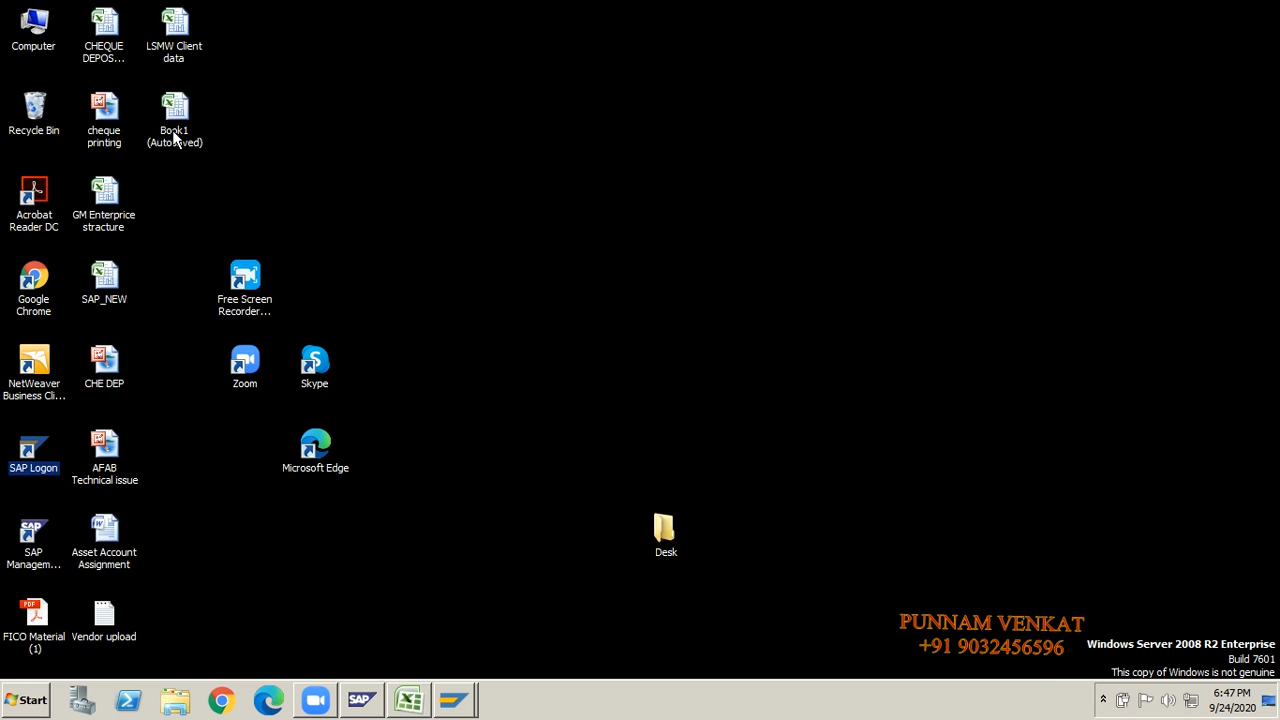 Computer
CHEQUE
DEPOS...
LSMW Client
data
Recycle Bin
cheque
printing
Book1
Acrobat
Reader DC
GM Enterprice
stracture
Google
Chrome
SAP_NEW
Free Screen
Recorder...
NetWeaver
Business Cli...
CHE DEP
Zoom
Skype
SAP Logon
AFAB
Technical issue
Microsoft Edge
SAP
SAP
Managem...
Asset Account
Assignment
Desk
PDF
FICO Material
(1)
Vendor upload
PUNNAM VENKAT
+91 9032456596
Windows Server 2008 R2 Enterprise
Build 7601
This copy of Windows is not genuine
Start
SAP
6:47 PM
9/24/2020